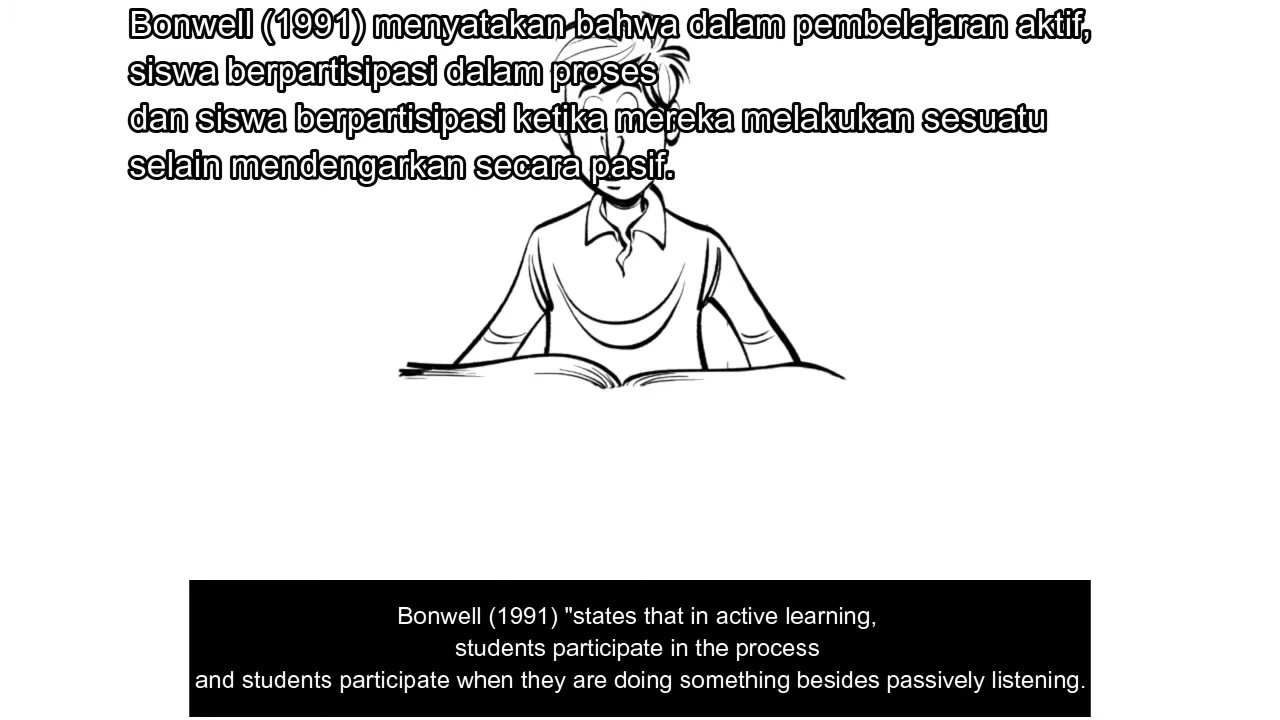 Bonwell (1991) menyatakan bahwa dalam pembelajaran aktif,
siswa berpartisipasi dalam proses
dan siswa berpartisipasi ketika mereka melakukan sesuatu
selain mendengarkan secara pasif.
Bonwell (1991) "states that in active learning,
students participate in the process
and students participate when they are doing something besides passively listening.